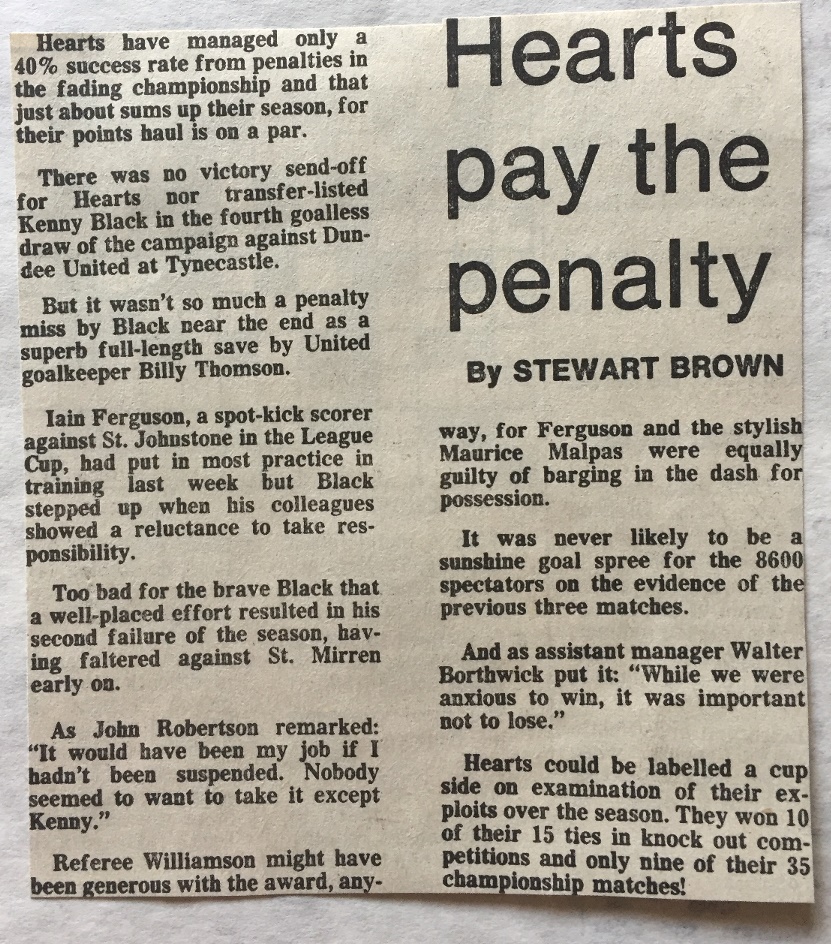 Hearts
pay the
penalty
By STEWART BROWN
Hearts have managed only a
40% success rate from penalties in
the fading championship and that
just about sums up their season, for
their points haul is on a par.
There was no victory send-off
for Hearts nor transfer-listed
Kenny Black in the fourth goalless
draw of the campaign against Dun-
dee United at Tynecastle.
But it wasn't so much a penalty
miss by Black near the end as a
superb full-length save by United
goalkeeper Billy Thomson.
Iain Ferguson, a spot-kick scorer
against St. Johnstone in the League
Cup, had put in most practice in
training last week but Black
stepped up when his colleagues
showed a reluctance to take res-
ponsibility.
Too bad for the brave Black that
a well-placed effort resulted in his
second failure of the season, hav-
ing faltered against St. Mirren
early on.
As John Robertson remarked:
"It would have been my job if I
hadn't been suspended. Nobody
seemed to want to take it except
Kenny."
Referee Williamson might have
been generous with the award, any-
way, for Ferguson and the stylish
Maurice Malpas were equally
guilty of barging in the dash for
possession.
It was never likely to be a
sunshine goal spree for the 8600
spectators on the evidence of the
previous three matches.
And as assistant manager Walter
Borthwick put it: "While we were
anxious to win, it was important
not to lose."
Hearts could be labelled a cup
side on examination of their ex-
ploits over the season. They won 10
of their 15 ties in knock out com-
petitions and only nine of their 35
championship matches!